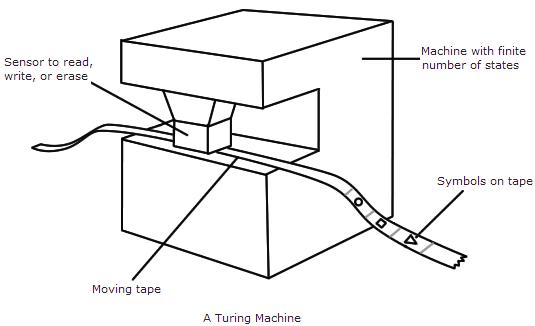 Sensor to read,
write, or erase
Machine with finite
number of states
Symbols on tape
Moving tape
A Turing Machine